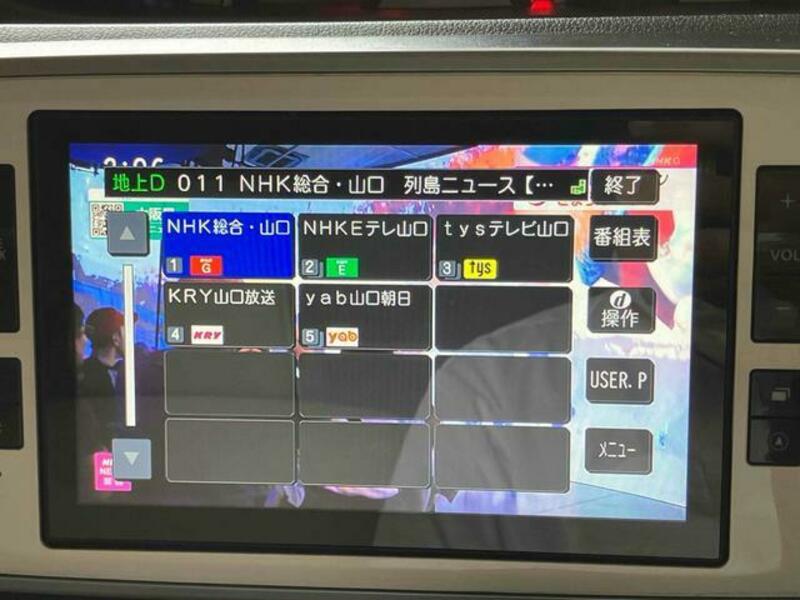 地上D 011 NHK総合・山口 列島ニュース【… 終了
NHK総合・山口 NHKEテレ山口 tysテレビ山口 番組表
1 G 2 E 3 tys
KRY山口放送 yab山口朝日 d
操作
4 KRY 5 yab
USER.P
メニュー
VOL